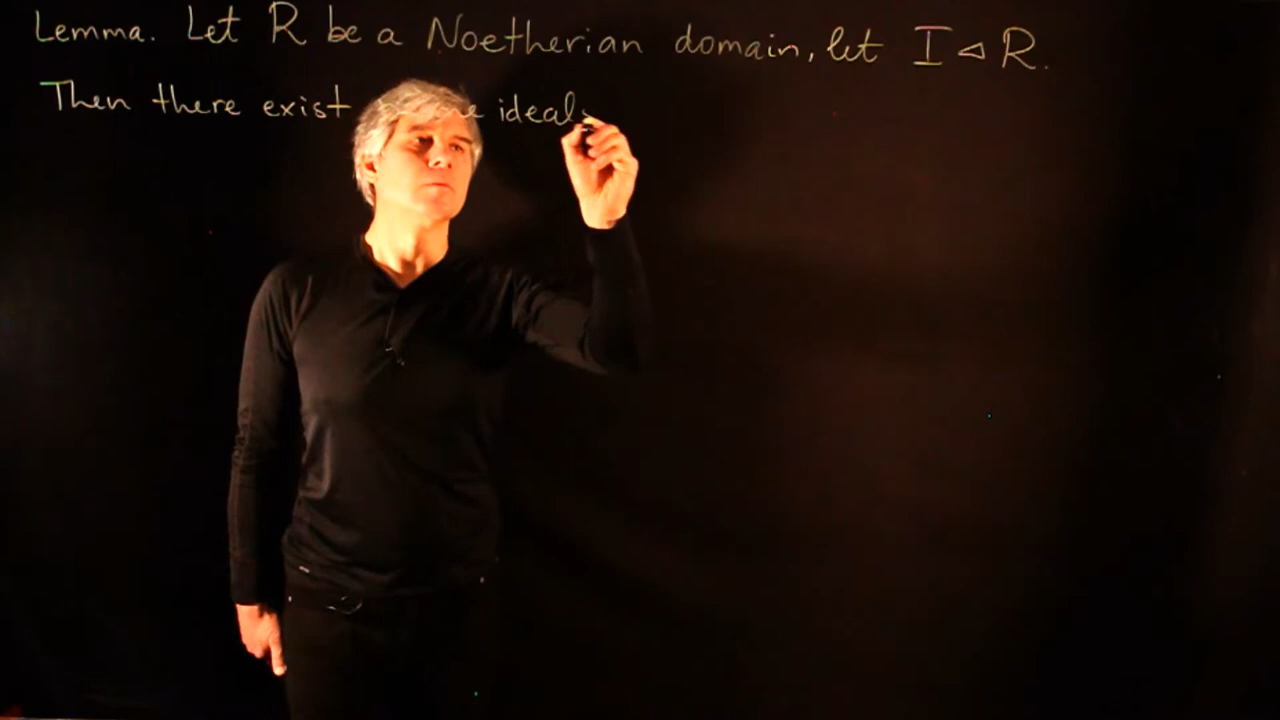 Lemma. Let R be a Noetherian domain, let I ◁ R.
Then there exist ideals